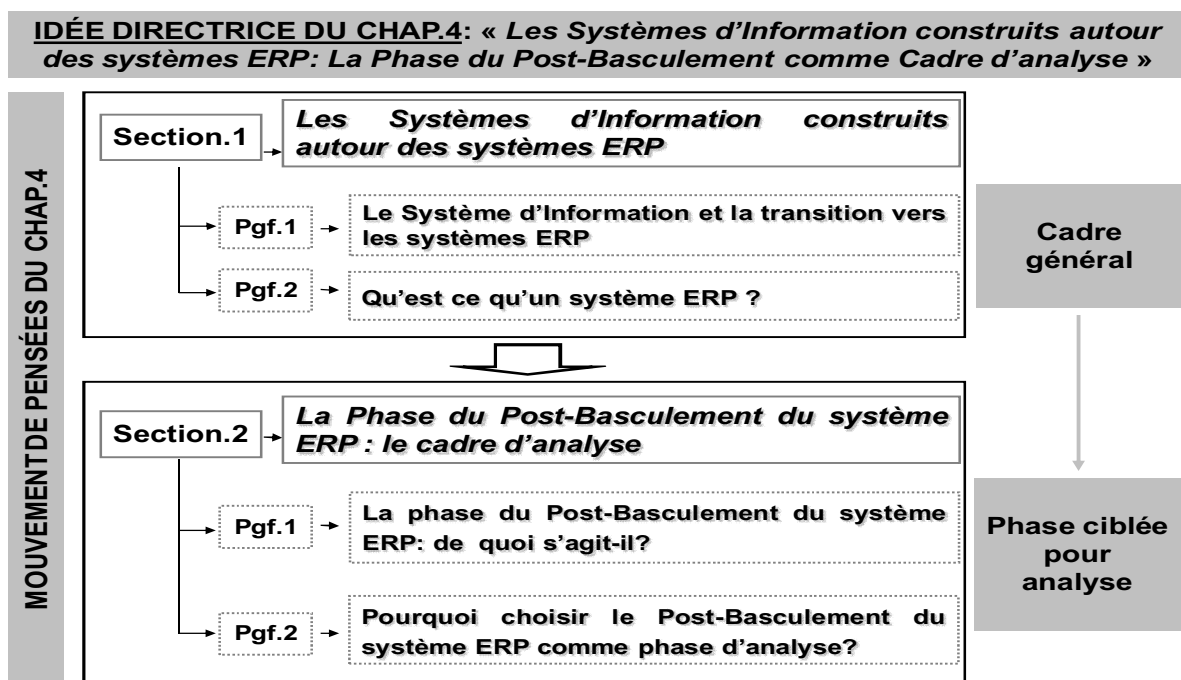 IDÉE DIRECTRICE DU CHAP.4: « Les Systèmes d’Information construits autour
des systèmes ERP: La Phase du Post-Basculement comme Cadre d’analyse »
MOUVEMENT DE PENSÉES DU CHAP.4
Section.1
Les Systèmes d’Information construits
autour des systèmes ERP
Pgf.1
Le Système d’Information et la transition vers
les systèmes ERP
Pgf.2
Qu’est ce qu’un système ERP ?
Cadre
général
Section.2
La Phase du Post-Basculement du système
ERP : le cadre d’analyse
Pgf.1
La phase du Post-Basculement du système
ERP: de quoi s’agit-il?
Pgf.2
Pourquoi choisir le Post-Basculement du
système ERP comme phase d’analyse?
Phase ciblée
pour
analyse